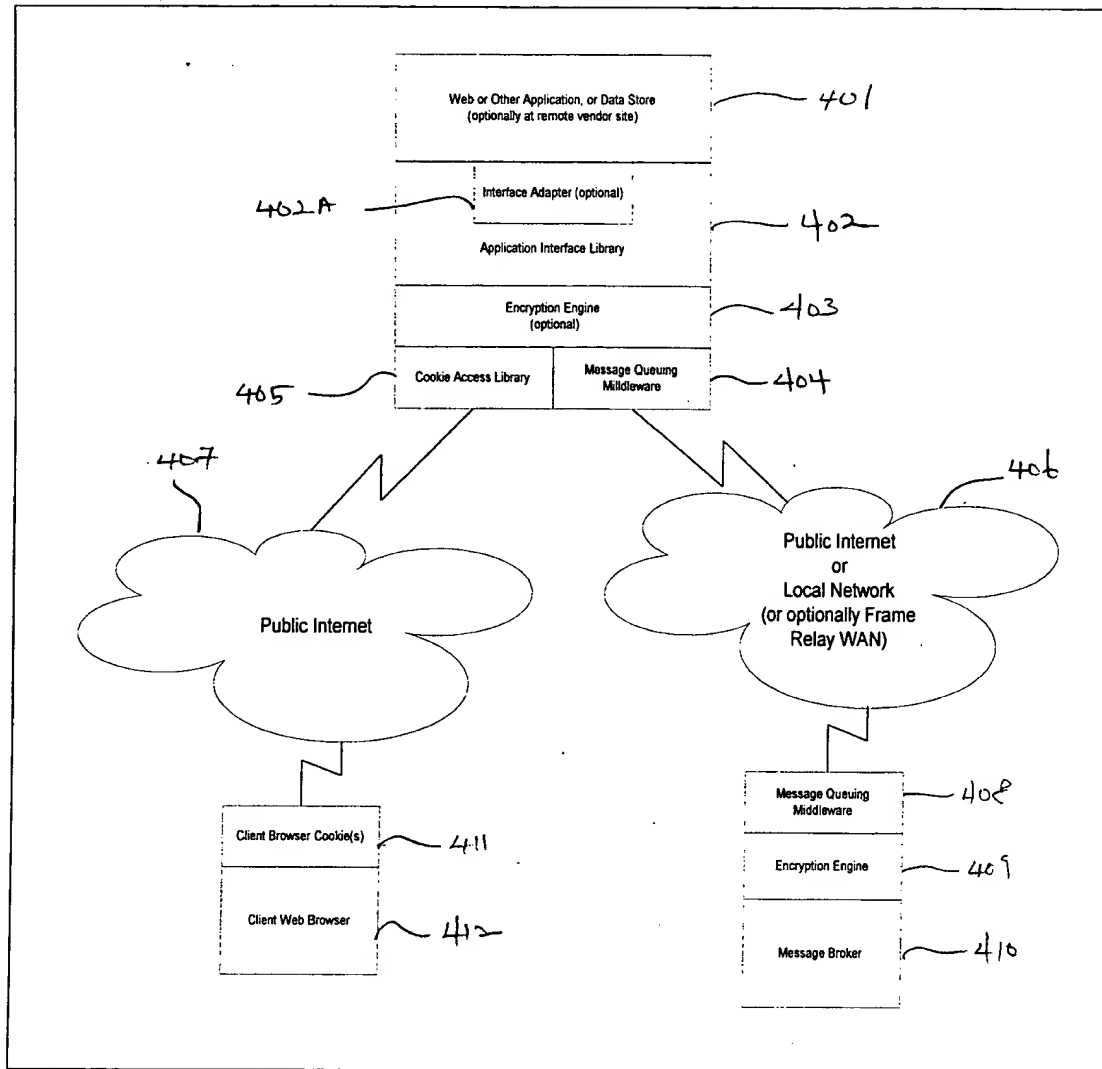 Web or Other Application, or Data Store
(optionally at remote vendor site)
401
Interface Adapter (optional)
402A
402
Application Interface Library
Encryption Engine
(optional)
403
405
Cookie Access Library
Message Queuing
Milldleware
404
407
406
Public Internet
or
Local Network
(or optionally Frame
Relay WAN)
Public Internet
Message Queuing
Middleware
408
Client Browser Cookie(s)
411
Encryption Engine
409
Client Web Browser
412
Message Broker
410